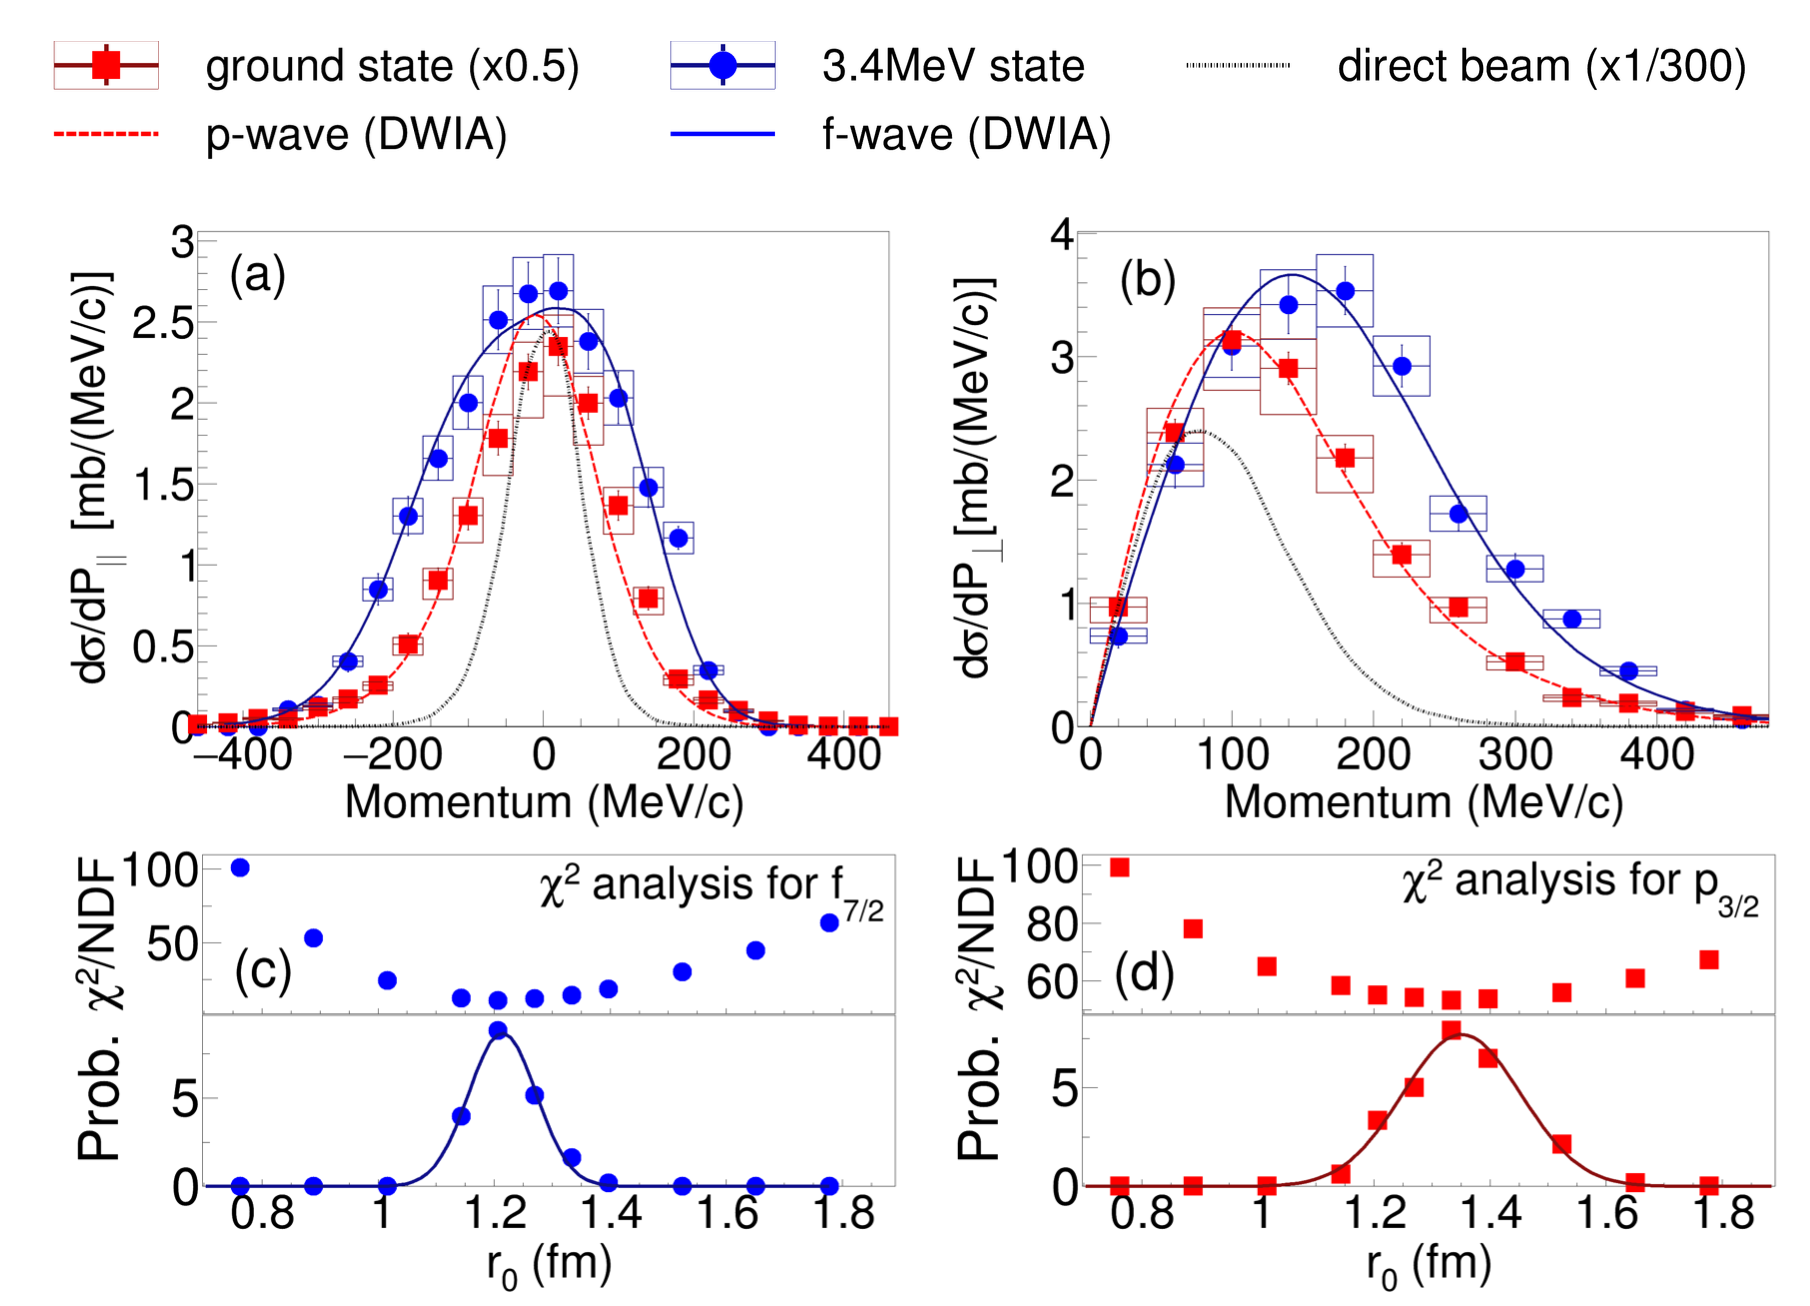 ground state (x0.5)
3.4MeV state
direct beam (x1/300)
p-wave (DWIA)
f-wave (DWIA)
(a)
dσ/dP∥ [mb/(MeV/c)]
3
2.5
2
1.5
1
0.5
0
−400 −200 0 200 400
Momentum (MeV/c)
(b)
dσ/dP⊥ [mb/(MeV/c)]
4
3
2
1
0
0 100 200 300 400
Momentum (MeV/c)
χ²/NDF
100
50
χ² analysis for f7/2
(c)
Prob.
5
0
0.8 1 1.2 1.4 1.6 1.8
r0 (fm)
χ²/NDF
100
80
60
χ² analysis for p3/2
(d)
Prob.
5
0
0.8 1 1.2 1.4 1.6 1.8
r0 (fm)